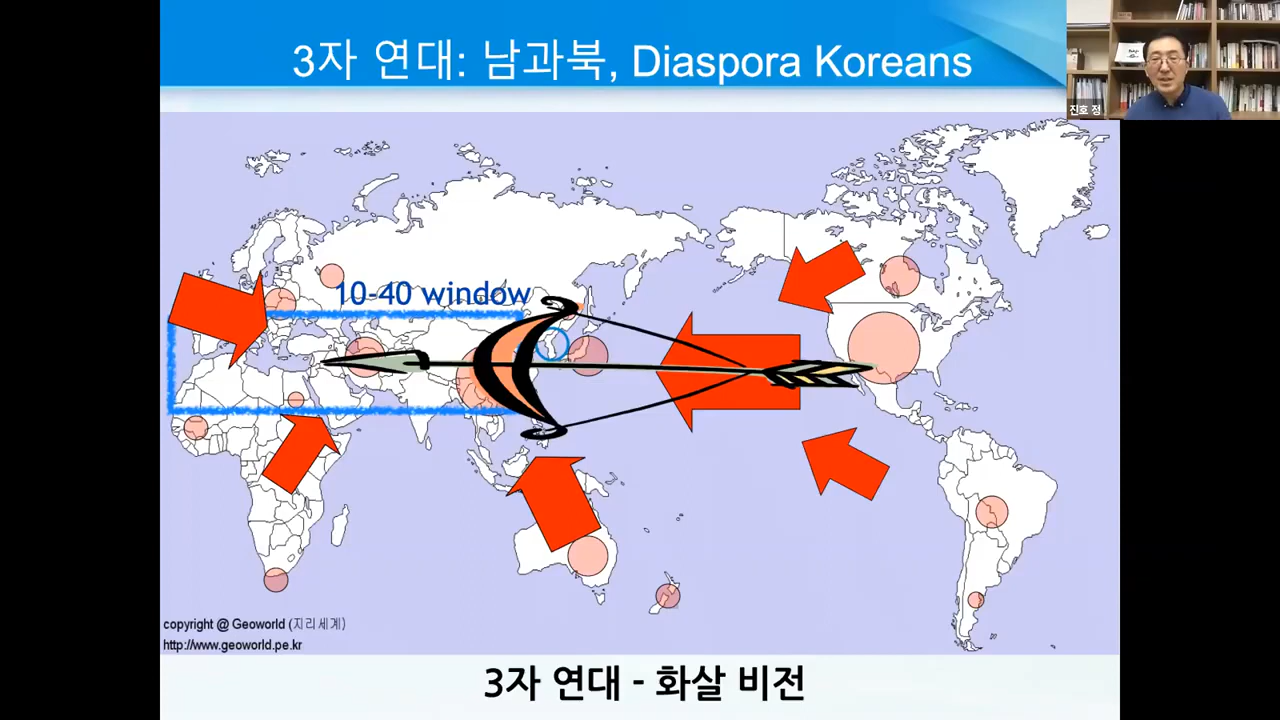 3자 연대: 남과북, Diaspora Koreans
진호 정
10-40 window
copyright @ Geoworld (지리세계)
http://www.geoworld.pe.kr
3자 연대 - 화살 비전